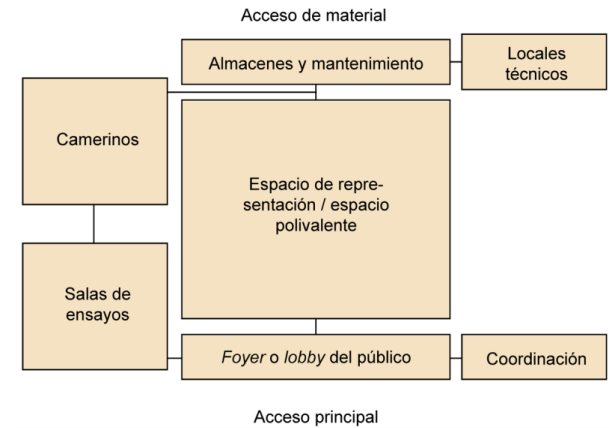 Acceso de material
Almacenes y mantenimiento
Locales
técnicos
Camerinos
Espacio de repre-
sentación / espacio
polivalente
Salas de
ensayos
Foyer o lobby del público
Coordinación
Acceso principal